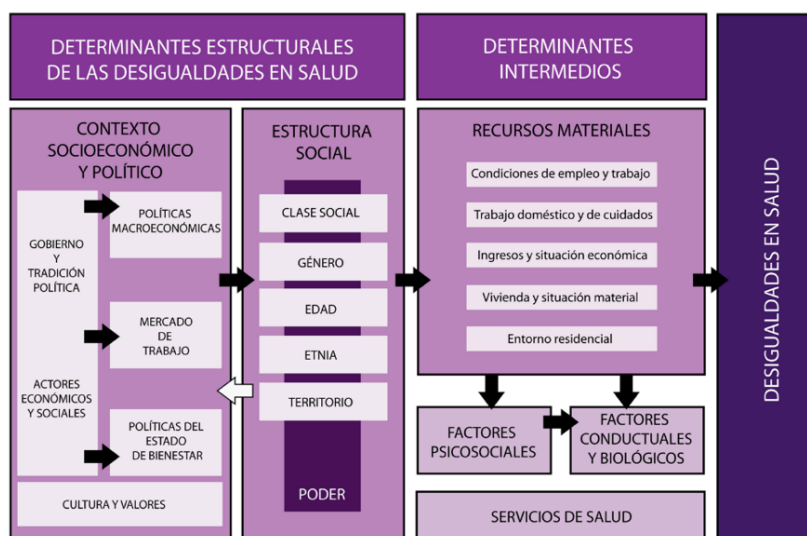 DETERMINANTES ESTRUCTURALES
DE LAS DESIGUALDADES EN SALUD
CONTEXTO
SOCIOECONÓMICO
Y POLÍTICO
GOBIERNO
Y
TRADICIÓN
POLÍTICA
ACTORES
ECONÓMICOS
Y SOCIALES
POLÍTICAS
MACROECONÓMICAS
MERCADO
DE
TRABAJO
POLÍTICAS DEL
ESTADO
DE BIENESTAR
CULTURA Y VALORES
ESTRUCTURA
SOCIAL
CLASE SOCIAL
GÉNERO
EDAD
ETNIA
TERRITORIO
PODER
DETERMINANTES
INTERMEDIOS
RECURSOS MATERIALES
Condiciones de empleo y trabajo
Trabajo doméstico y de cuidados
Ingresos y situación económica
Vivienda y situación material
Entorno residencial
FACTORES
PSICOSOCIALES
FACTORES
CONDUCTUALES
Y BIOLÓGICOS
SERVICIOS DE SALUD
DESIGUALDADES EN SALUD